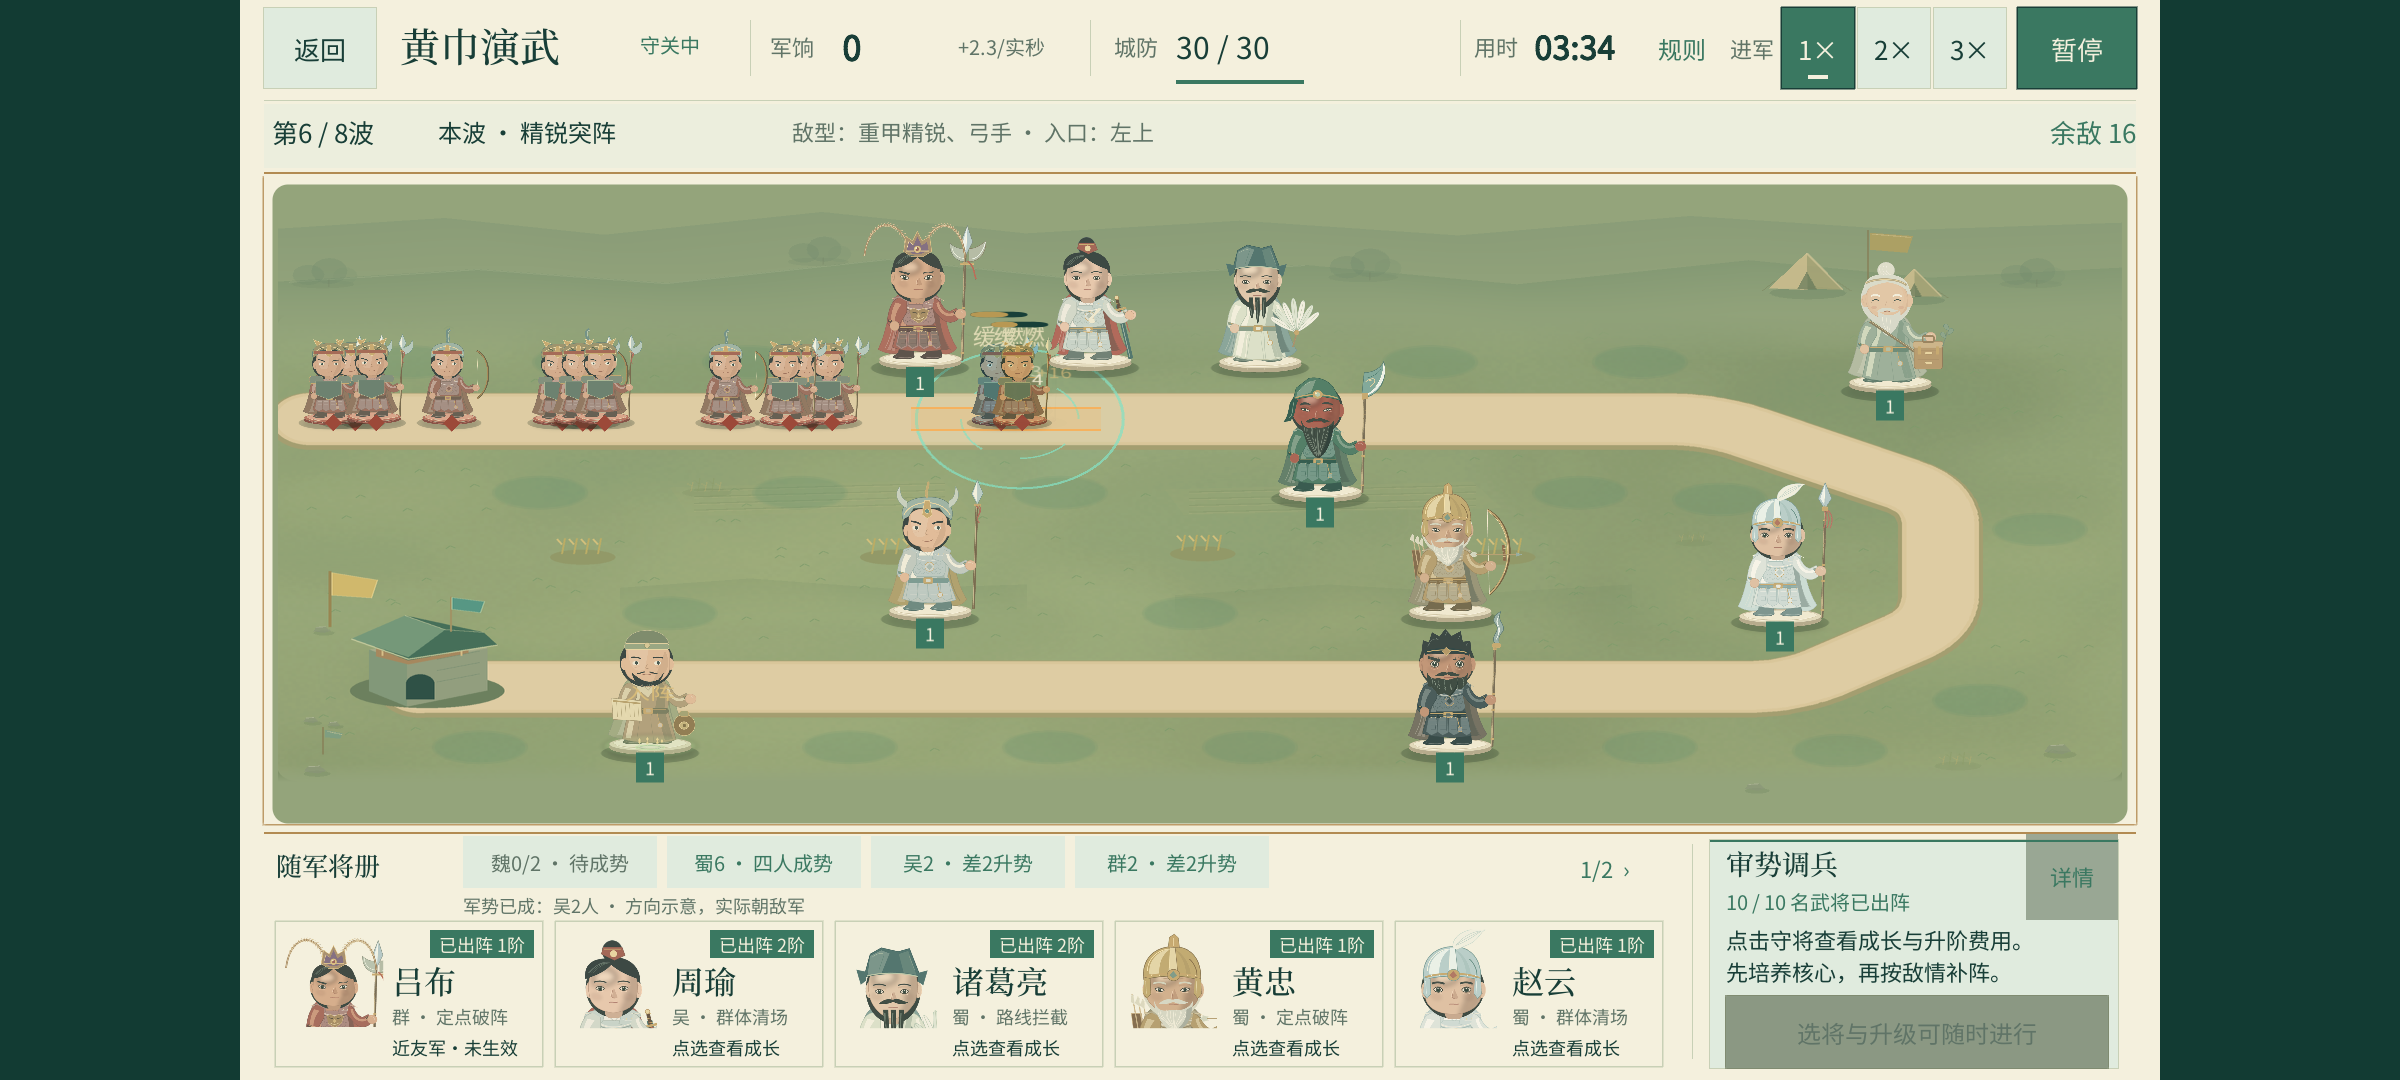 返回
黄巾演武
守关中
军饷 0
+2.3/实秒
城防 30 / 30
用时 03:34
规则
进军
1×
2×
3×
暂停
第6 / 8波
本波 · 精锐突阵
敌型：重甲精锐、弓手 · 入口：左上
余敌 16
1
1
1
1
1
1
1
随军将册
魏0/2 · 待成势
蜀6 · 四人成势
吴2 · 差2升势
群2 · 差2升势
1/2 ›
军势已成：吴2人 · 方向示意，实际朝敌军
已出阵 1阶
吕布
群 · 定点破阵
近友军·未生效
已出阵 2阶
周瑜
吴 · 群体清场
点选查看成长
已出阵 2阶
诸葛亮
蜀 · 路线拦截
点选查看成长
已出阵 1阶
黄忠
蜀 · 定点破阵
点选查看成长
已出阵 1阶
赵云
蜀 · 群体清场
点选查看成长
审势调兵
详情
10 / 10 名武将已出阵
点击守将查看成长与升阶费用。
先培养核心，再按敌情补阵。
选将与升级可随时进行